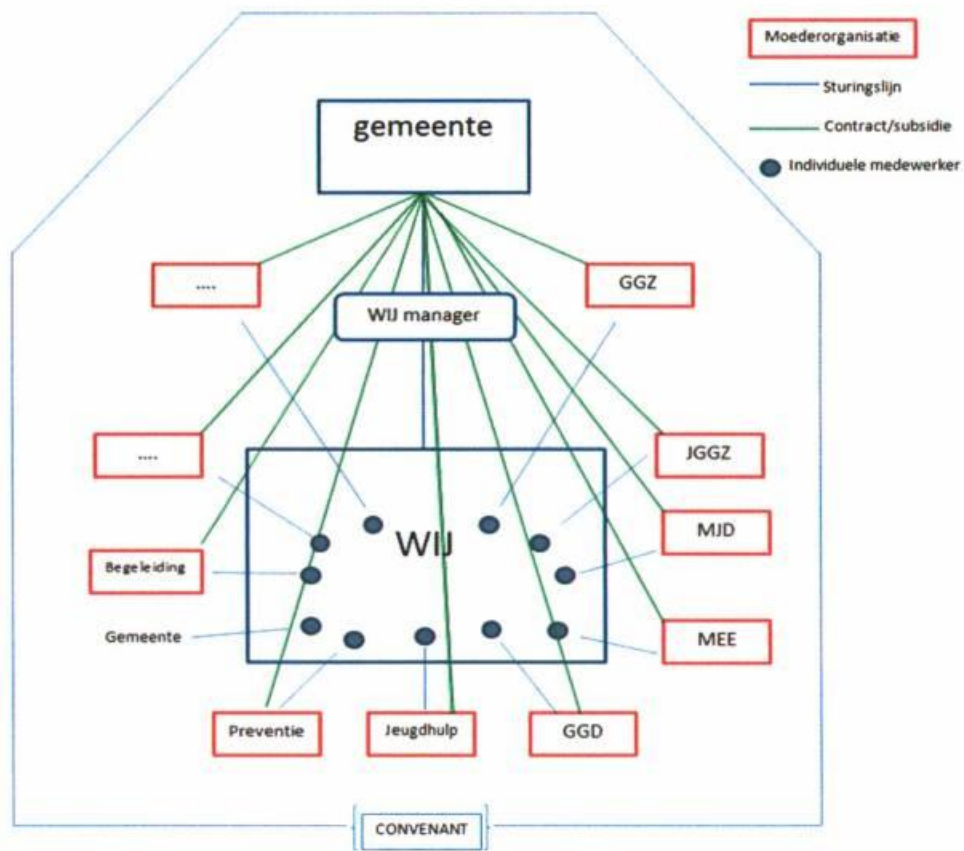 Moederorganisatie
Sturingslijn
Contract/subsidie
Individuele medewerker
gemeente
....
GGZ
WIJ manager
....
JGGZ
WIJ
MJD
Begeleiding
Gemeente
MEE
Preventie
Jeugdhulp
GGD
CONVENANT